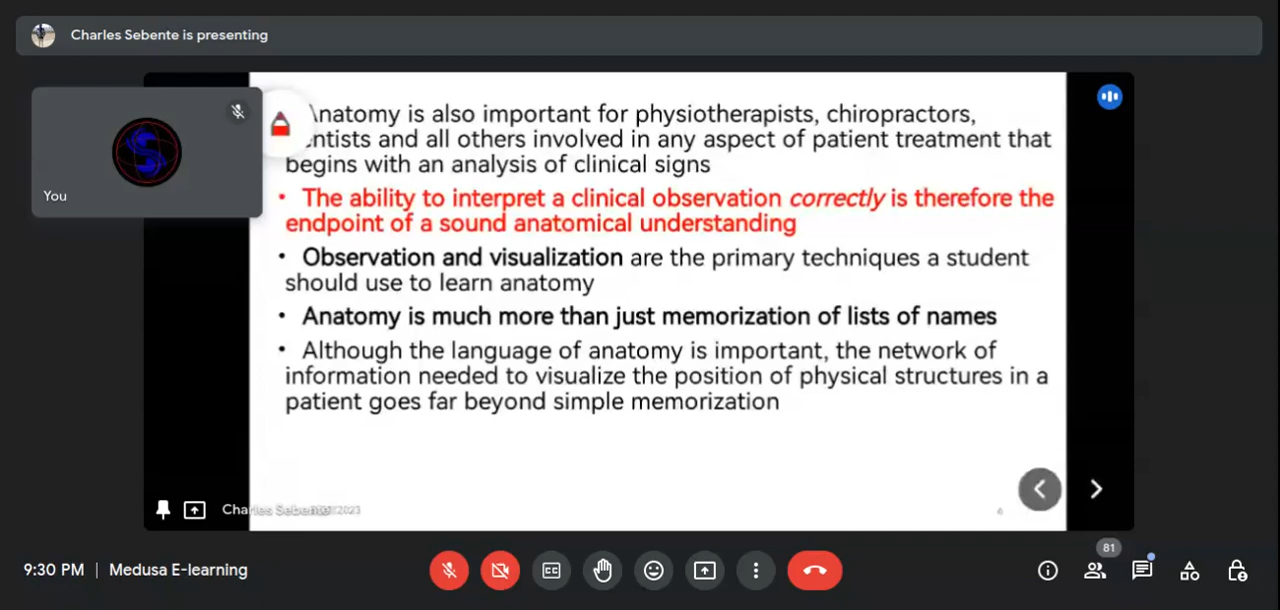 Charles Sebente is presenting
You
Anatomy is also important for physiotherapists, chiropractors,
entists and all others involved in any aspect of patient treatment that
begins with an analysis of clinical signs
• The ability to interpret a clinical observation correctly is therefore the
endpoint of a sound anatomical understanding
• Observation and visualization are the primary techniques a student
should use to learn anatomy
• Anatomy is much more than just memorization of lists of names
• Although the language of anatomy is important, the network of
information needed to visualize the position of physical structures in a
patient goes far beyond simple memorization
Charles Sebente
/2023
6
81
9:30 PM | Medusa E-learning
CC